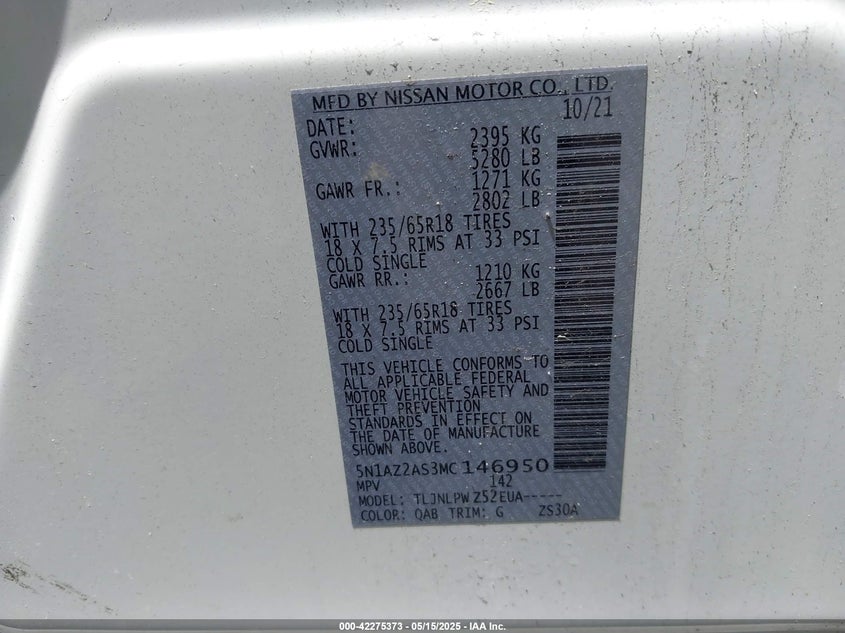 MFD BY NISSAN MOTOR CO., LTD.
DATE: 10/21
GVWR: 2395 KG
5280 LB
GAWR FR.: 1271 KG
2802 LB
WITH 235/65R18 TIRES
18 X 7.5 RIMS AT 33 PSI
COLD SINGLE
GAWR RR.: 1210 KG
2667 LB
WITH 235/65R18 TIRES
18 X 7.5 RIMS AT 33 PSI
COLD SINGLE
THIS VEHICLE CONFORMS TO
ALL APPLICABLE FEDERAL
MOTOR VEHICLE SAFETY AND
THEFT PREVENTION
STANDARDS IN EFFECT ON
THE DATE OF MANUFACTURE
SHOWN ABOVE.
5N1AZ2AS3MC146950
MPV 142
MODEL: TLJNLPWZ52EUA-----
COLOR: QAB TRIM: G ZS30A
000-42275373 - 05/15/2025 - IAA Inc.